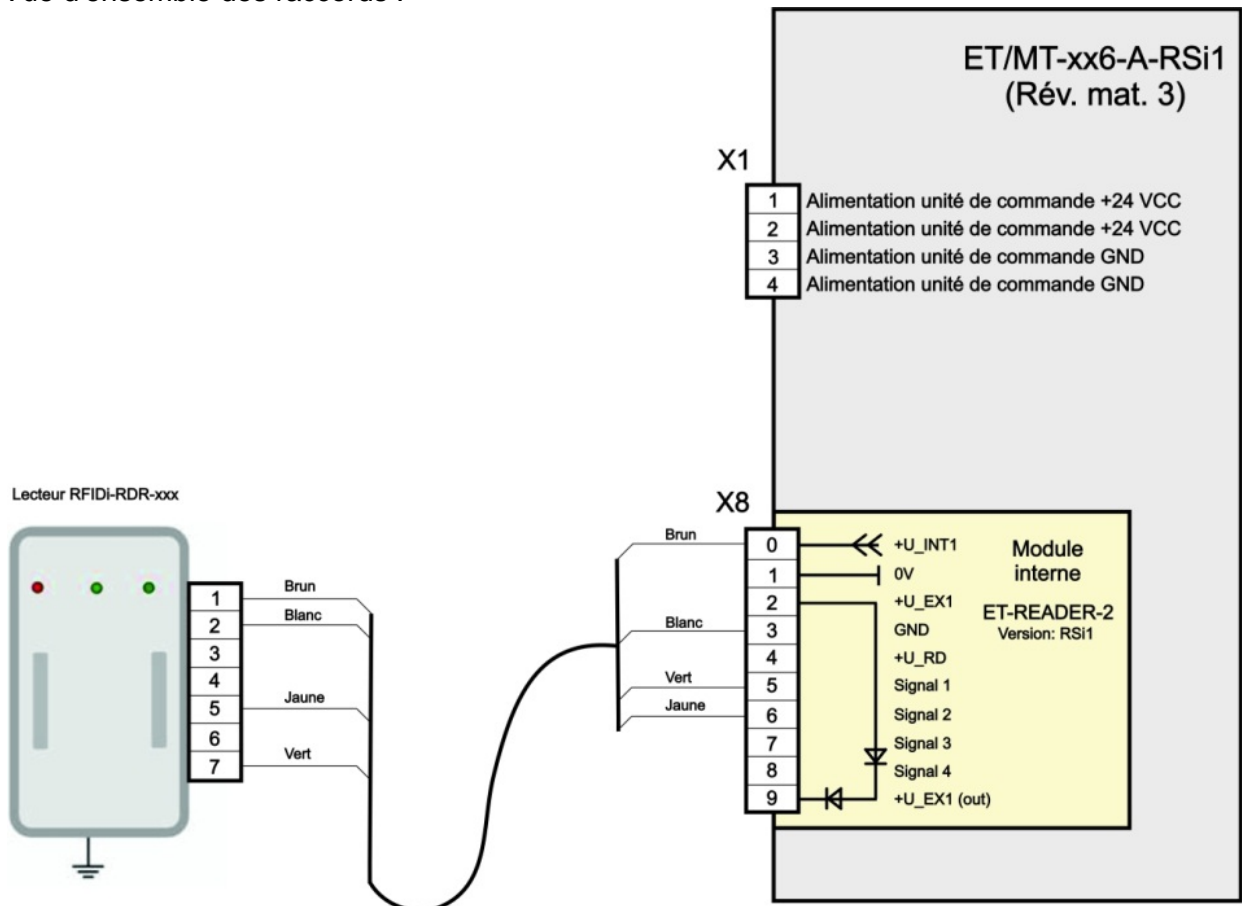 Vue d'ensemble des raccords :
ET/MT-xx6-A-RSi1
(Rév. mat. 3)
X1
1 Alimentation unité de commande +24 VCC
2 Alimentation unité de commande +24 VCC
3 Alimentation unité de commande GND
4 Alimentation unité de commande GND
Lecteur RFIDi-RDR-xxx
1 Brun
2 Blanc
3
4
5 Jaune
6
7 Vert
X8
Brun 0 +U_INT1
1 0V
2 +U_EX1
Blanc 3 GND
4 +U_RD
Vert 5 Signal 1
Jaune 6 Signal 2
7 Signal 3
8 Signal 4
9 +U_EX1 (out)
Module
interne
ET-READER-2
Version: RSi1